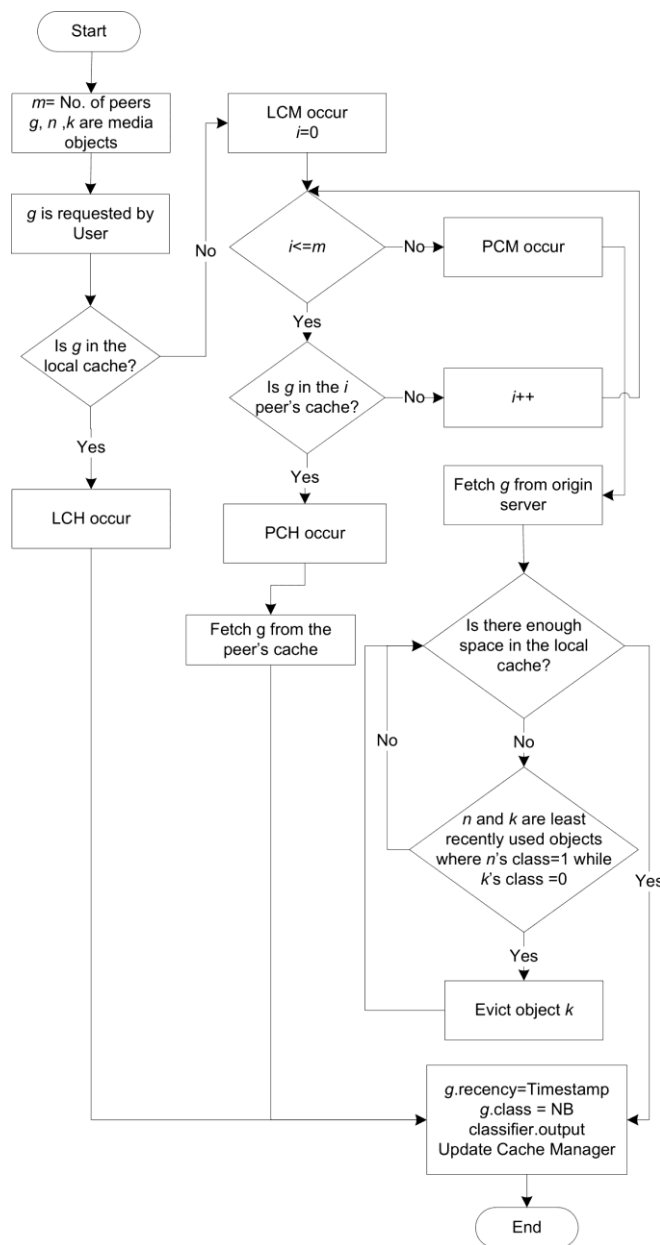 Start
m= No. of peers
g, n ,k are media
objects
g is requested by
User
Is g in the
local cache?
No
Yes
LCH occur
LCM occur
i=0
i<=m
No
PCM occur
Yes
Is g in the i
peer's cache?
No
i++
Yes
PCH occur
Fetch g from the
peer's cache
Fetch g from origin
server
Is there enough
space in the local
cache?
No
No
Yes
n and k are least
recently used objects
where n's class=1 while
k's class =0
Yes
Evict object k
g.recency=Timestamp
g.class = NB
classifier.output
Update Cache Manager
End